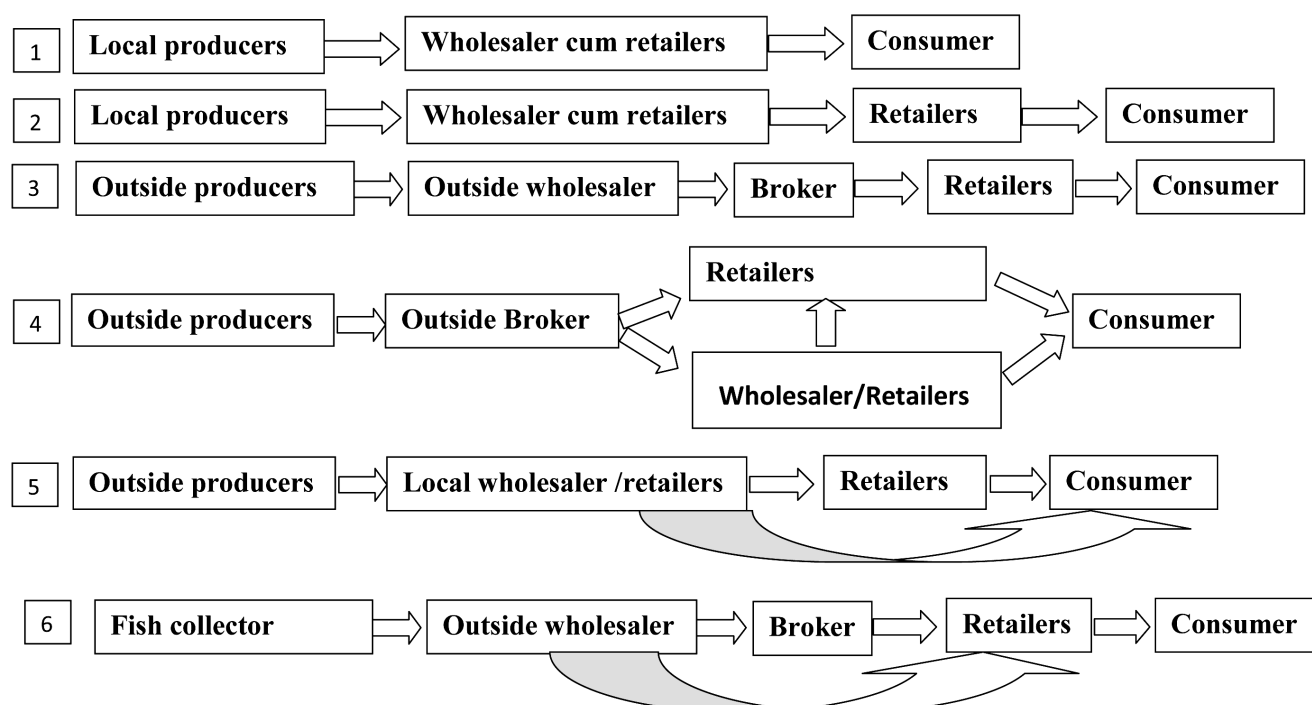 1 Local producers Wholesaler cum retailers Consumer
2 Local producers Wholesaler cum retailers Retailers Consumer
3 Outside producers Outside wholesaler Broker Retailers Consumer
Retailers
4 Outside producers Outside Broker Consumer
Wholesaler/Retailers
5 Outside producers Local wholesaler /retailers Retailers Consumer
6 Fish collector Outside wholesaler Broker Retailers Consumer